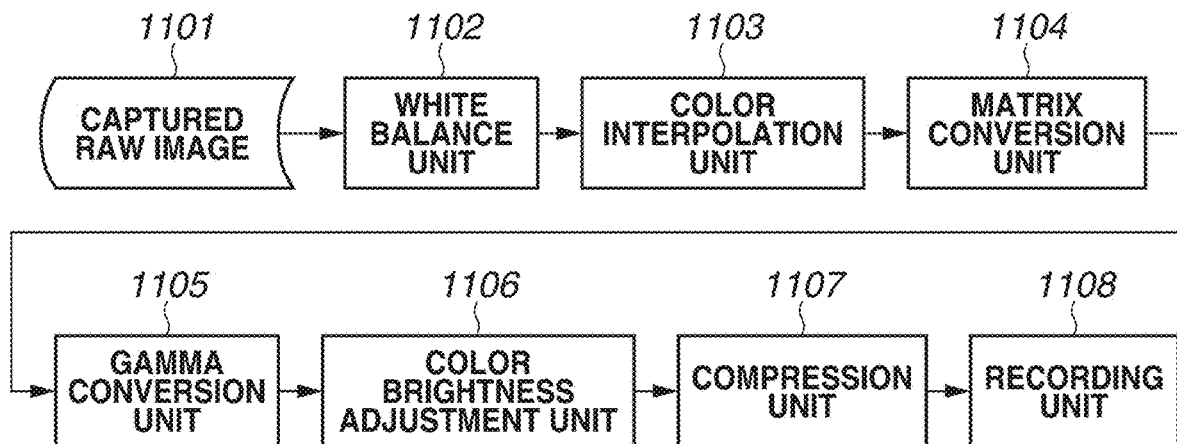 1101
1102
1103
1104
CAPTURED
RAW IMAGE
WHITE
BALANCE
UNIT
COLOR
INTERPOLATION
UNIT
MATRIX
CONVERSION
UNIT
1105
1106
1107
1108
GAMMA
CONVERSION
UNIT
COLOR
BRIGHTNESS
ADJUSTMENT UNIT
COMPRESSION
UNIT
RECORDING
UNIT